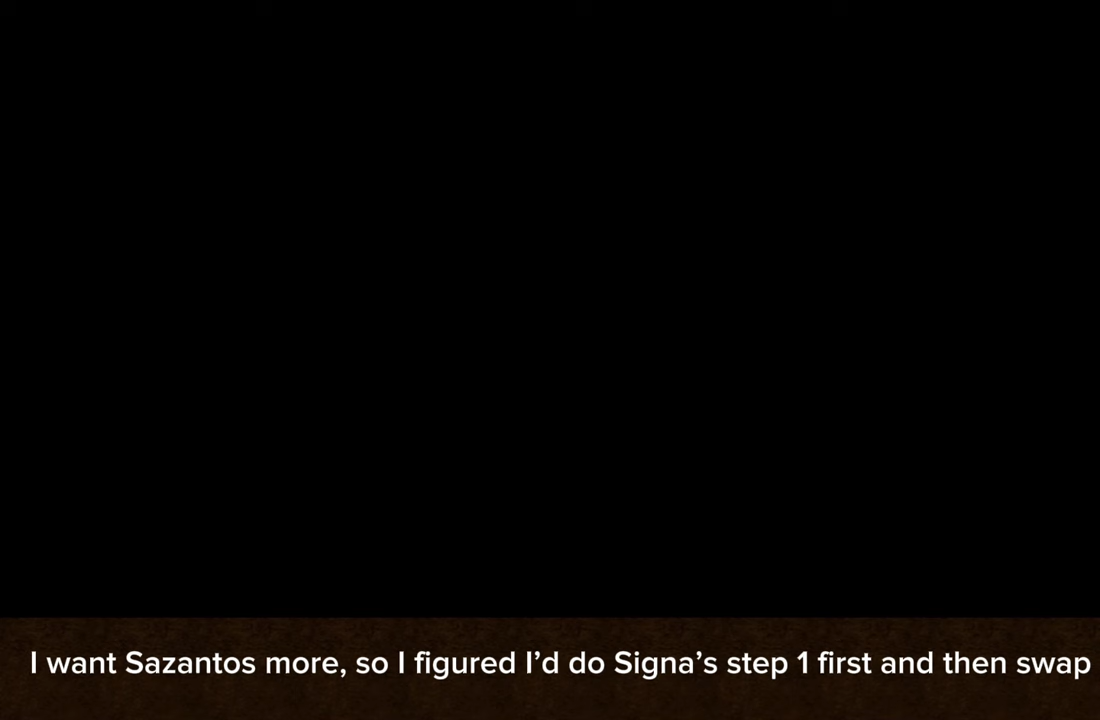 I want Sazantos more, so I figured I’d do Signa’s step 1 first and then swap